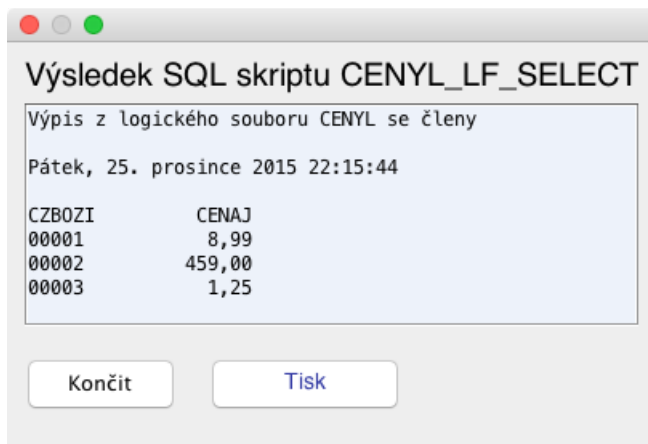 Výsledek SQL skriptu CENYL_LF_SELECT
Výpis z logického souboru CENYL se členy
Pátek, 25. prosince 2015 22:15:44
CZBOZI CENAJ
00001 8,99
00002 459,00
00003 1,25
Končit Tisk